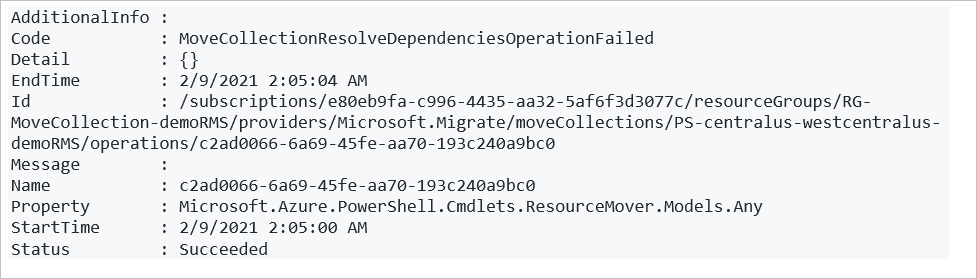 AdditionalInfo :
Code : MoveCollectionResolveDependenciesOperationFailed
Detail : {}
EndTime : 2/9/2021 2:05:04 AM
Id : /subscriptions/e80eb9fa-c996-4435-aa32-5af6f3d3077c/resourceGroups/RG-
MoveCollection-demoRMS/providers/Microsoft.Migrate/moveCollections/PS-centralus-westcentralus-
demoRMS/operations/c2ad0066-6a69-45fe-aa70-193c240a9bc0
Message :
Name : c2ad0066-6a69-45fe-aa70-193c240a9bc0
Property : Microsoft.Azure.PowerShell.Cmdlets.ResourceMover.Models.Any
StartTime : 2/9/2021 2:05:00 AM
Status : Succeeded